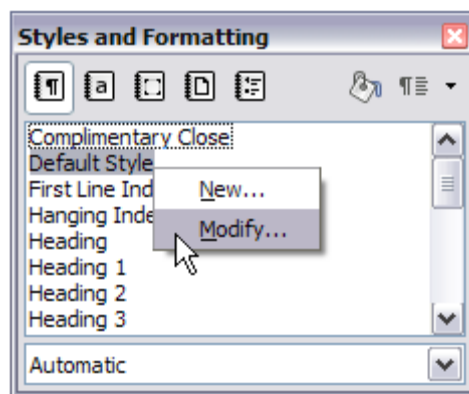 Styles and Formatting
Complimentary Close
Default Style
First Line Ind
New...
Hanging Inde
Modify...
Heading
Heading 1
Heading 2
Heading 3
Automatic